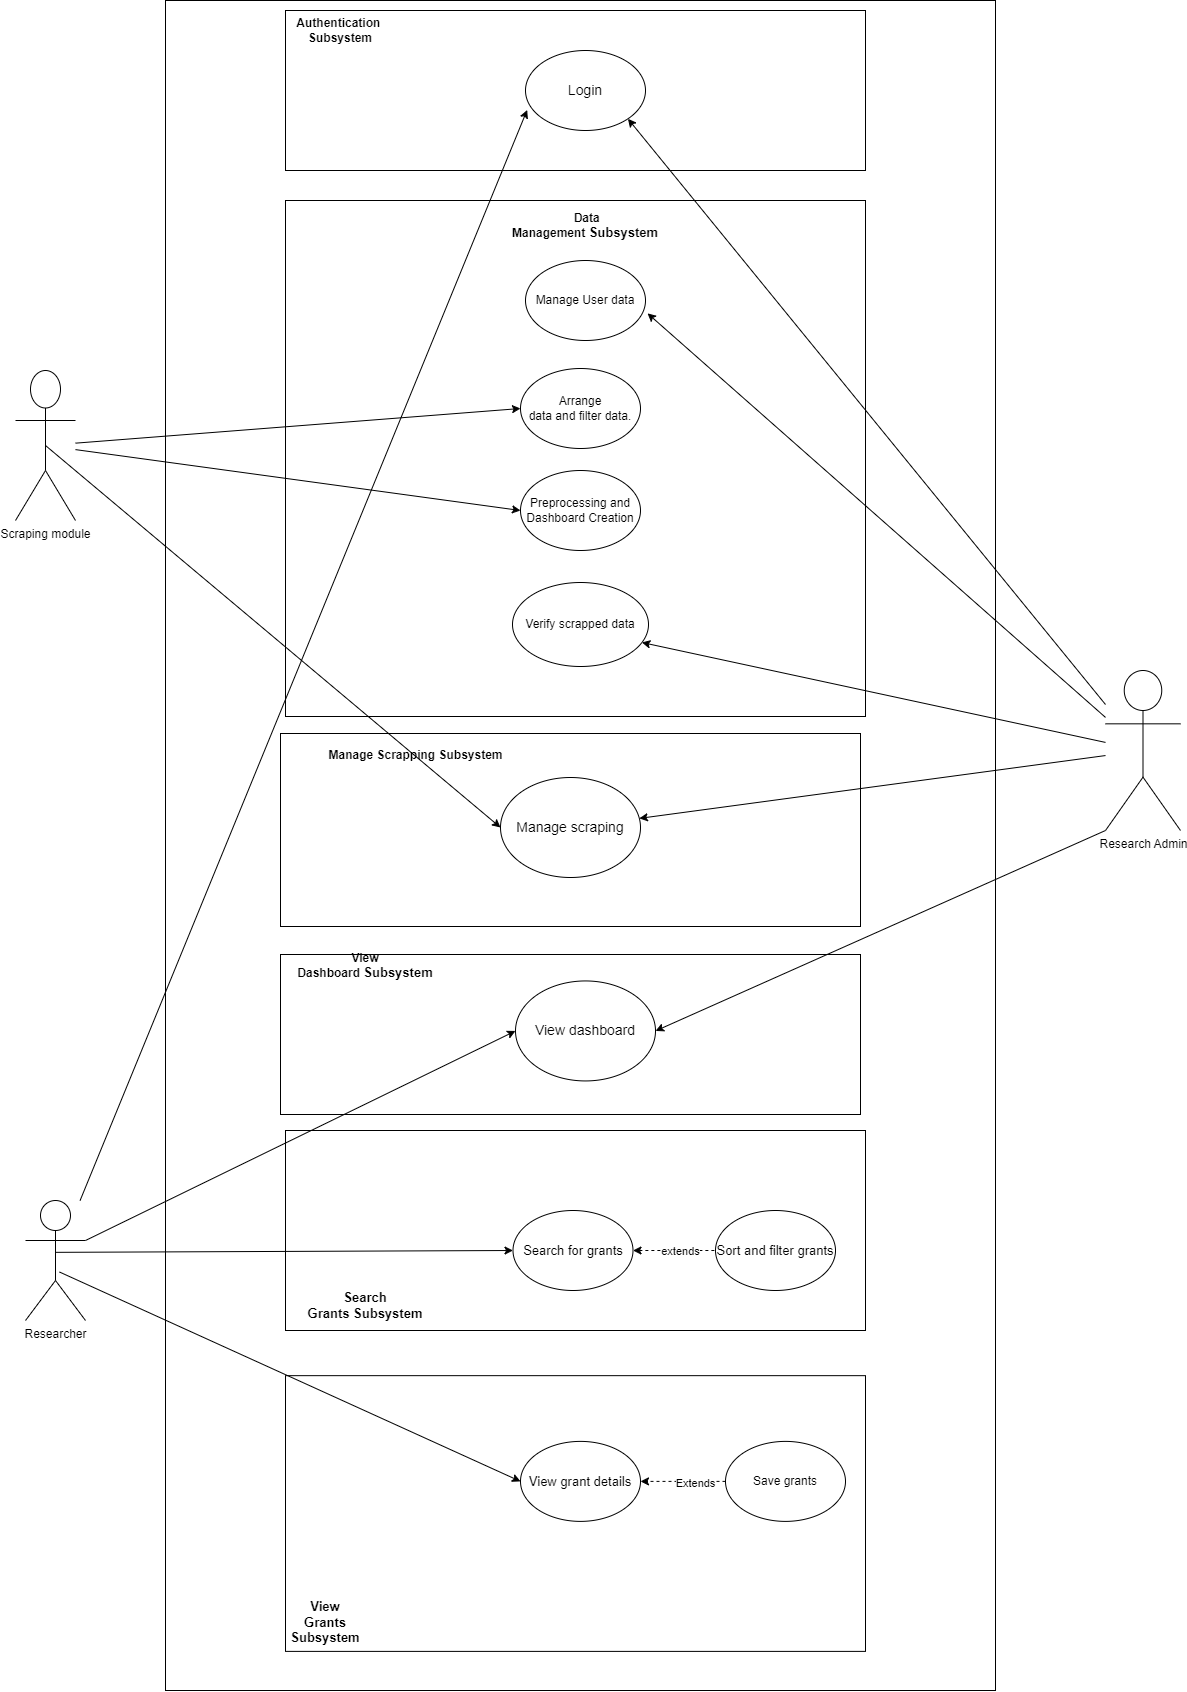 Authentication
Subsystem
Login
Data
Management Subsystem
Manage User data
Arrange
data and filter data.
Preprocessing and
Dashboard Creation
Scraping module
Verify scrapped data
Manage Scrapping Subsystem
Manage scraping
Research Admin
View
Dashboard Subsystem
View dashboard
Search for grants
extends
Sort and filter grants
Search
Grants Subsystem
Researcher
View grant details
Extends
Save grants
View
Grants
Subsystem